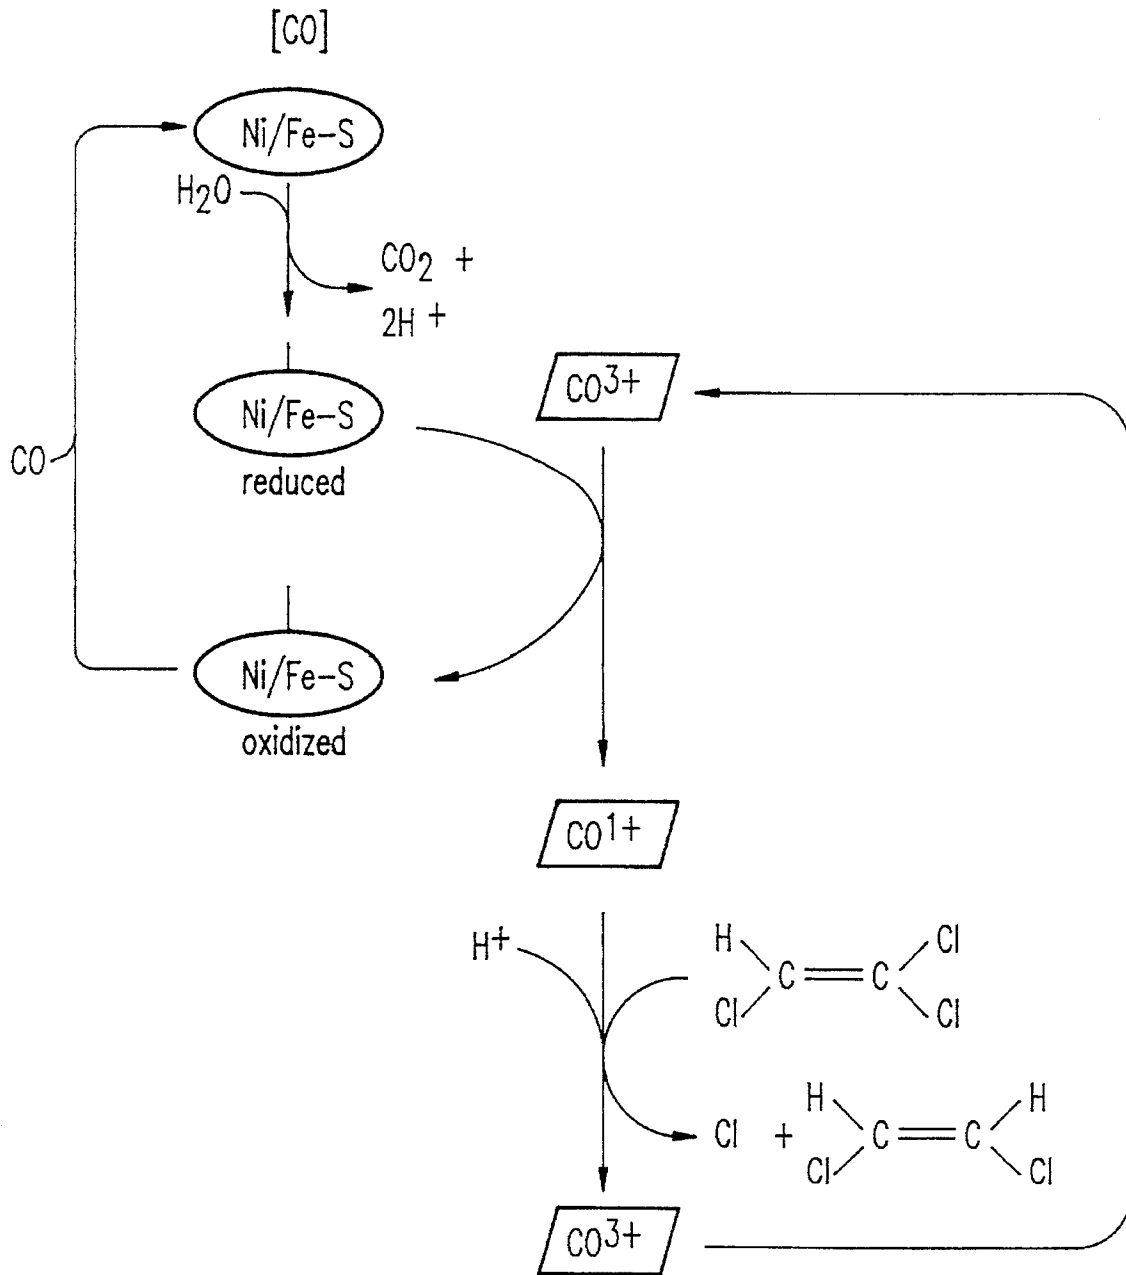 [CO]
Ni/Fe-S
H₂O
CO₂ +
2H⁺
CO³⁺
Ni/Fe-S
CO
reduced
Ni/Fe-S
oxidized
CO¹⁺
H⁺
H
Cl
C
C
Cl
Cl
H
H
Cl
+
C
C
Cl
Cl
CO³⁺